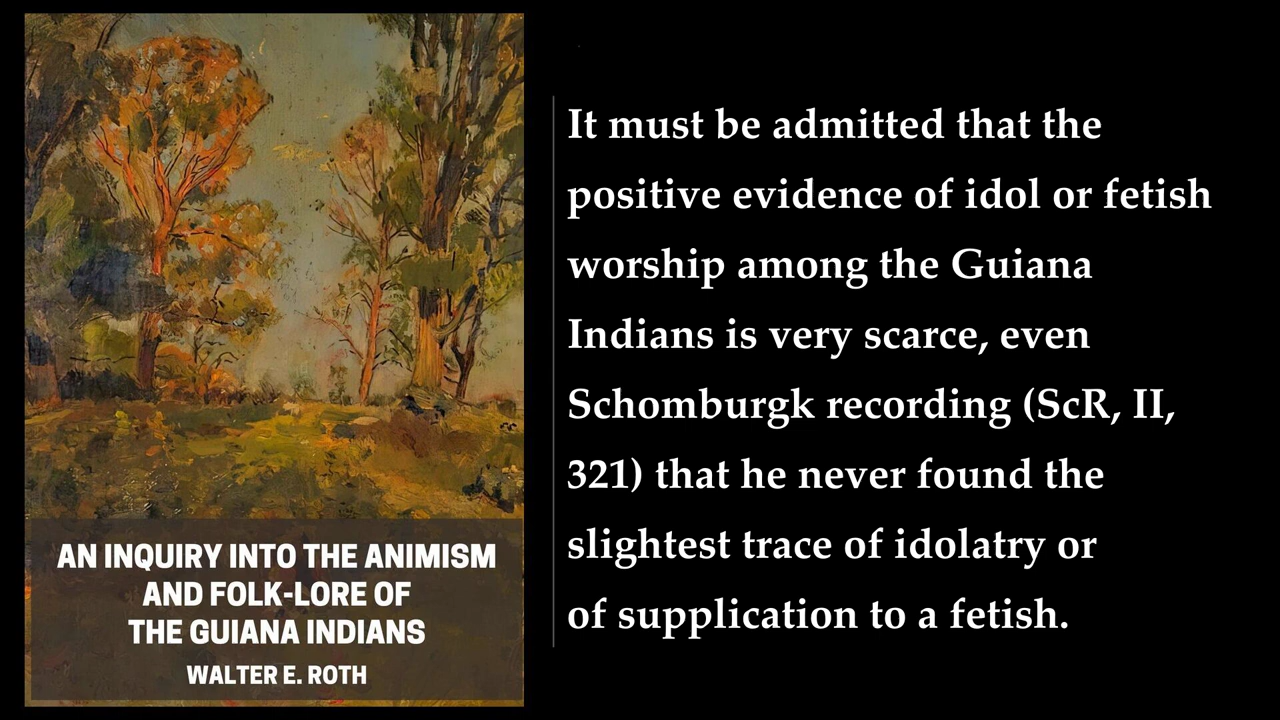 AN INQUIRY INTO THE ANIMISM
AND FOLK-LORE OF
THE GUIANA INDIANS
WALTER E. ROTH
It must be admitted that the
positive evidence of idol or fetish
worship among the Guiana
Indians is very scarce, even
Schomburgk recording (ScR, II,
321) that he never found the
slightest trace of idolatry or
of supplication to a fetish.